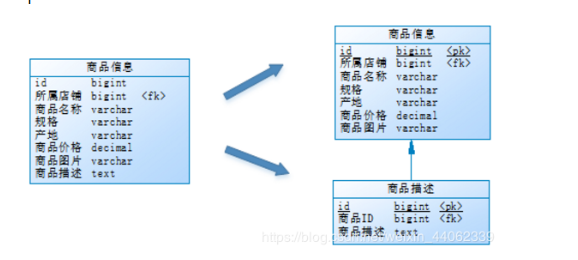 商品信息
id bigint
所属店铺 bigint <fk>
商品名称 varchar
规格 varchar
产地 varchar
商品价格 decimal
商品图片 varchar
商品描述 text
商品信息
id bigint <pk>
所属店铺 bigint <fk>
商品名称 varchar
规格 varchar
产地 varchar
商品价格 decimal
商品图片 varchar
商品描述
id bigint <pk>
商品ID bigint <fk>
商品描述 text
https://blog.csdn.net/weixin_44062339